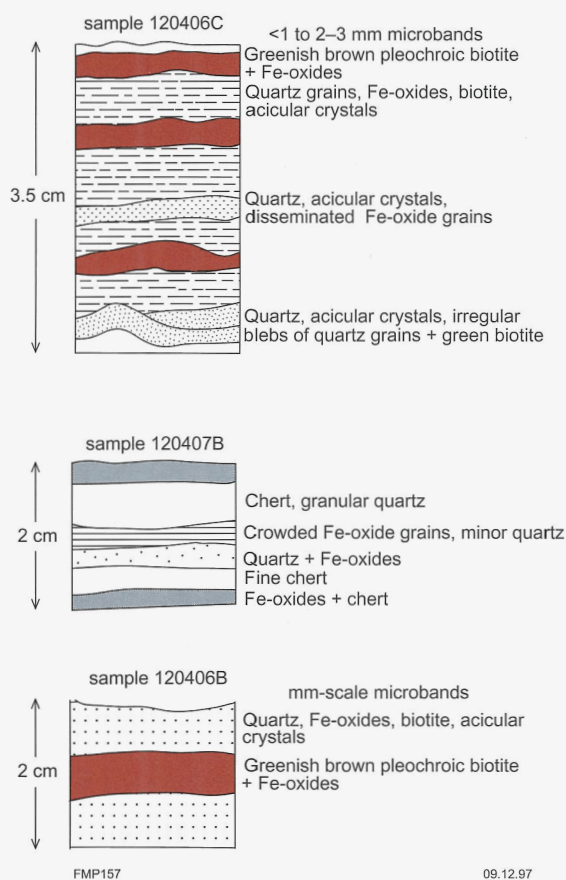 sample 120406C
<1 to 2–3 mm microbands
Greenish brown pleochroic biotite
+ Fe-oxides
Quartz grains, Fe-oxides, biotite,
acicular crystals
3.5 cm
Quartz, acicular crystals,
disseminated Fe-oxide grains
Quartz, acicular crystals, irregular
blebs of quartz grains + green biotite
sample 120407B
2 cm
Chert, granular quartz
Crowded Fe-oxide grains, minor quartz
Quartz + Fe-oxides
Fine chert
Fe-oxides + chert
sample 120406B
mm-scale microbands
Quartz, Fe-oxides, biotite, acicular
crystals
2 cm
Greenish brown pleochroic biotite
+ Fe-oxides
FMP157
09.12.97